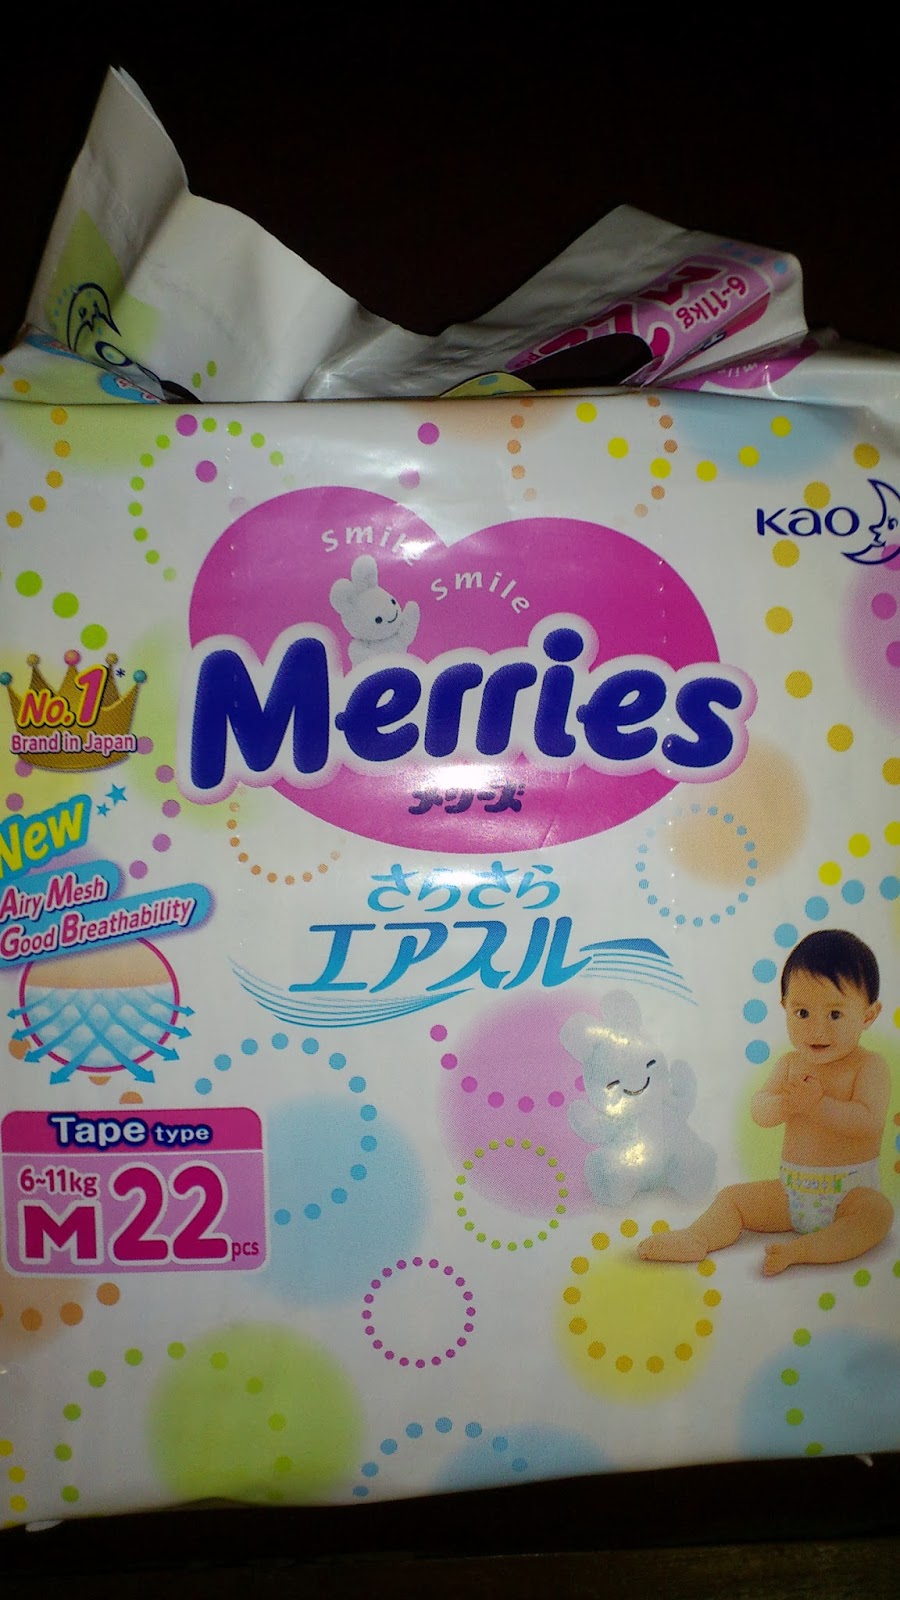 6~11kg
Kao
Smile
Smile
Merries
メリーズ
No.1*
Brand in Japan
New
Airy Mesh
Good Breathability
さらさら
エアスルー
Tape type
6~11kg
M 22 pcs